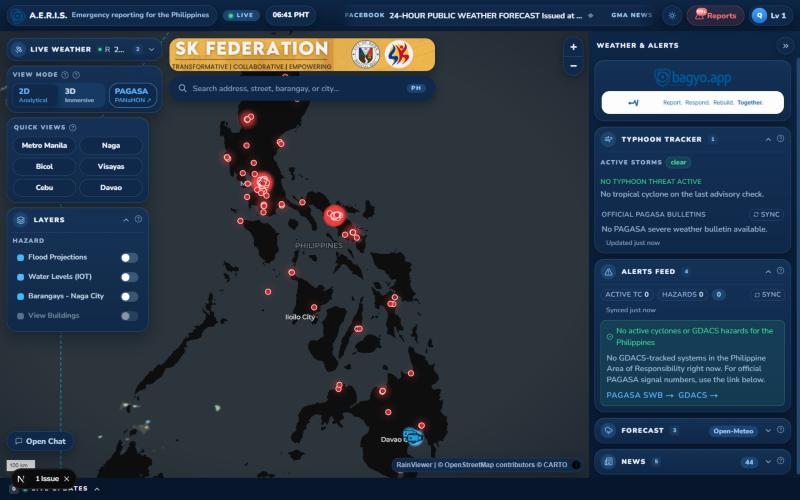 A.E.R.I.S. Emergency reporting for the Philippines
LIVE
06:41 PHT
FACEBOOK 24-HOUR PUBLIC WEATHER FORECAST Issued at ... GMA NEWS
99+ Reports
Q Lv 1
LIVE WEATHER R 2... 2
VIEW MODE
2D
Analytical
3D
Immersive
PAGASA
PANaHON ↗
QUICK VIEWS
Metro Manila
Naga
Bicol
Visayas
Cebu
Davao
LAYERS
HAZARD
Flood Projections
Water Levels (IOT)
Barangays - Naga City
View Buildings
SK FEDERATION
TRANSFORMATIVE | COLLABORATIVE | EMPOWERING
Search address, street, barangay, or city...
PH
+
−
PHILIPPINES
Iloilo City
Davao
Open Chat
100 km
N 1 Issue ×
LIVE UPDATES
RainViewer | © OpenStreetMap contributors © CARTO
WEATHER & ALERTS
bagyo.app
Report. Respond. Rebuild. Together.
TYPHOON TRACKER 1
ACTIVE STORMS clear
NO TYPHOON THREAT ACTIVE
No tropical cyclone on the last advisory check.
OFFICIAL PAGASA BULLETINS
SYNC
No PAGASA severe weather bulletin available.
Updated just now
ALERTS FEED 4
ACTIVE TC 0
HAZARDS 0
0
SYNC
Synced just now
No active cyclones or GDACS hazards for the
Philippines
No GDACS-tracked systems in the Philippine
Area of Responsibility right now. For official
PAGASA signal numbers, use the link below.
PAGASA SWB → GDACS →
FORECAST 3
Open-Meteo
NEWS 5
44